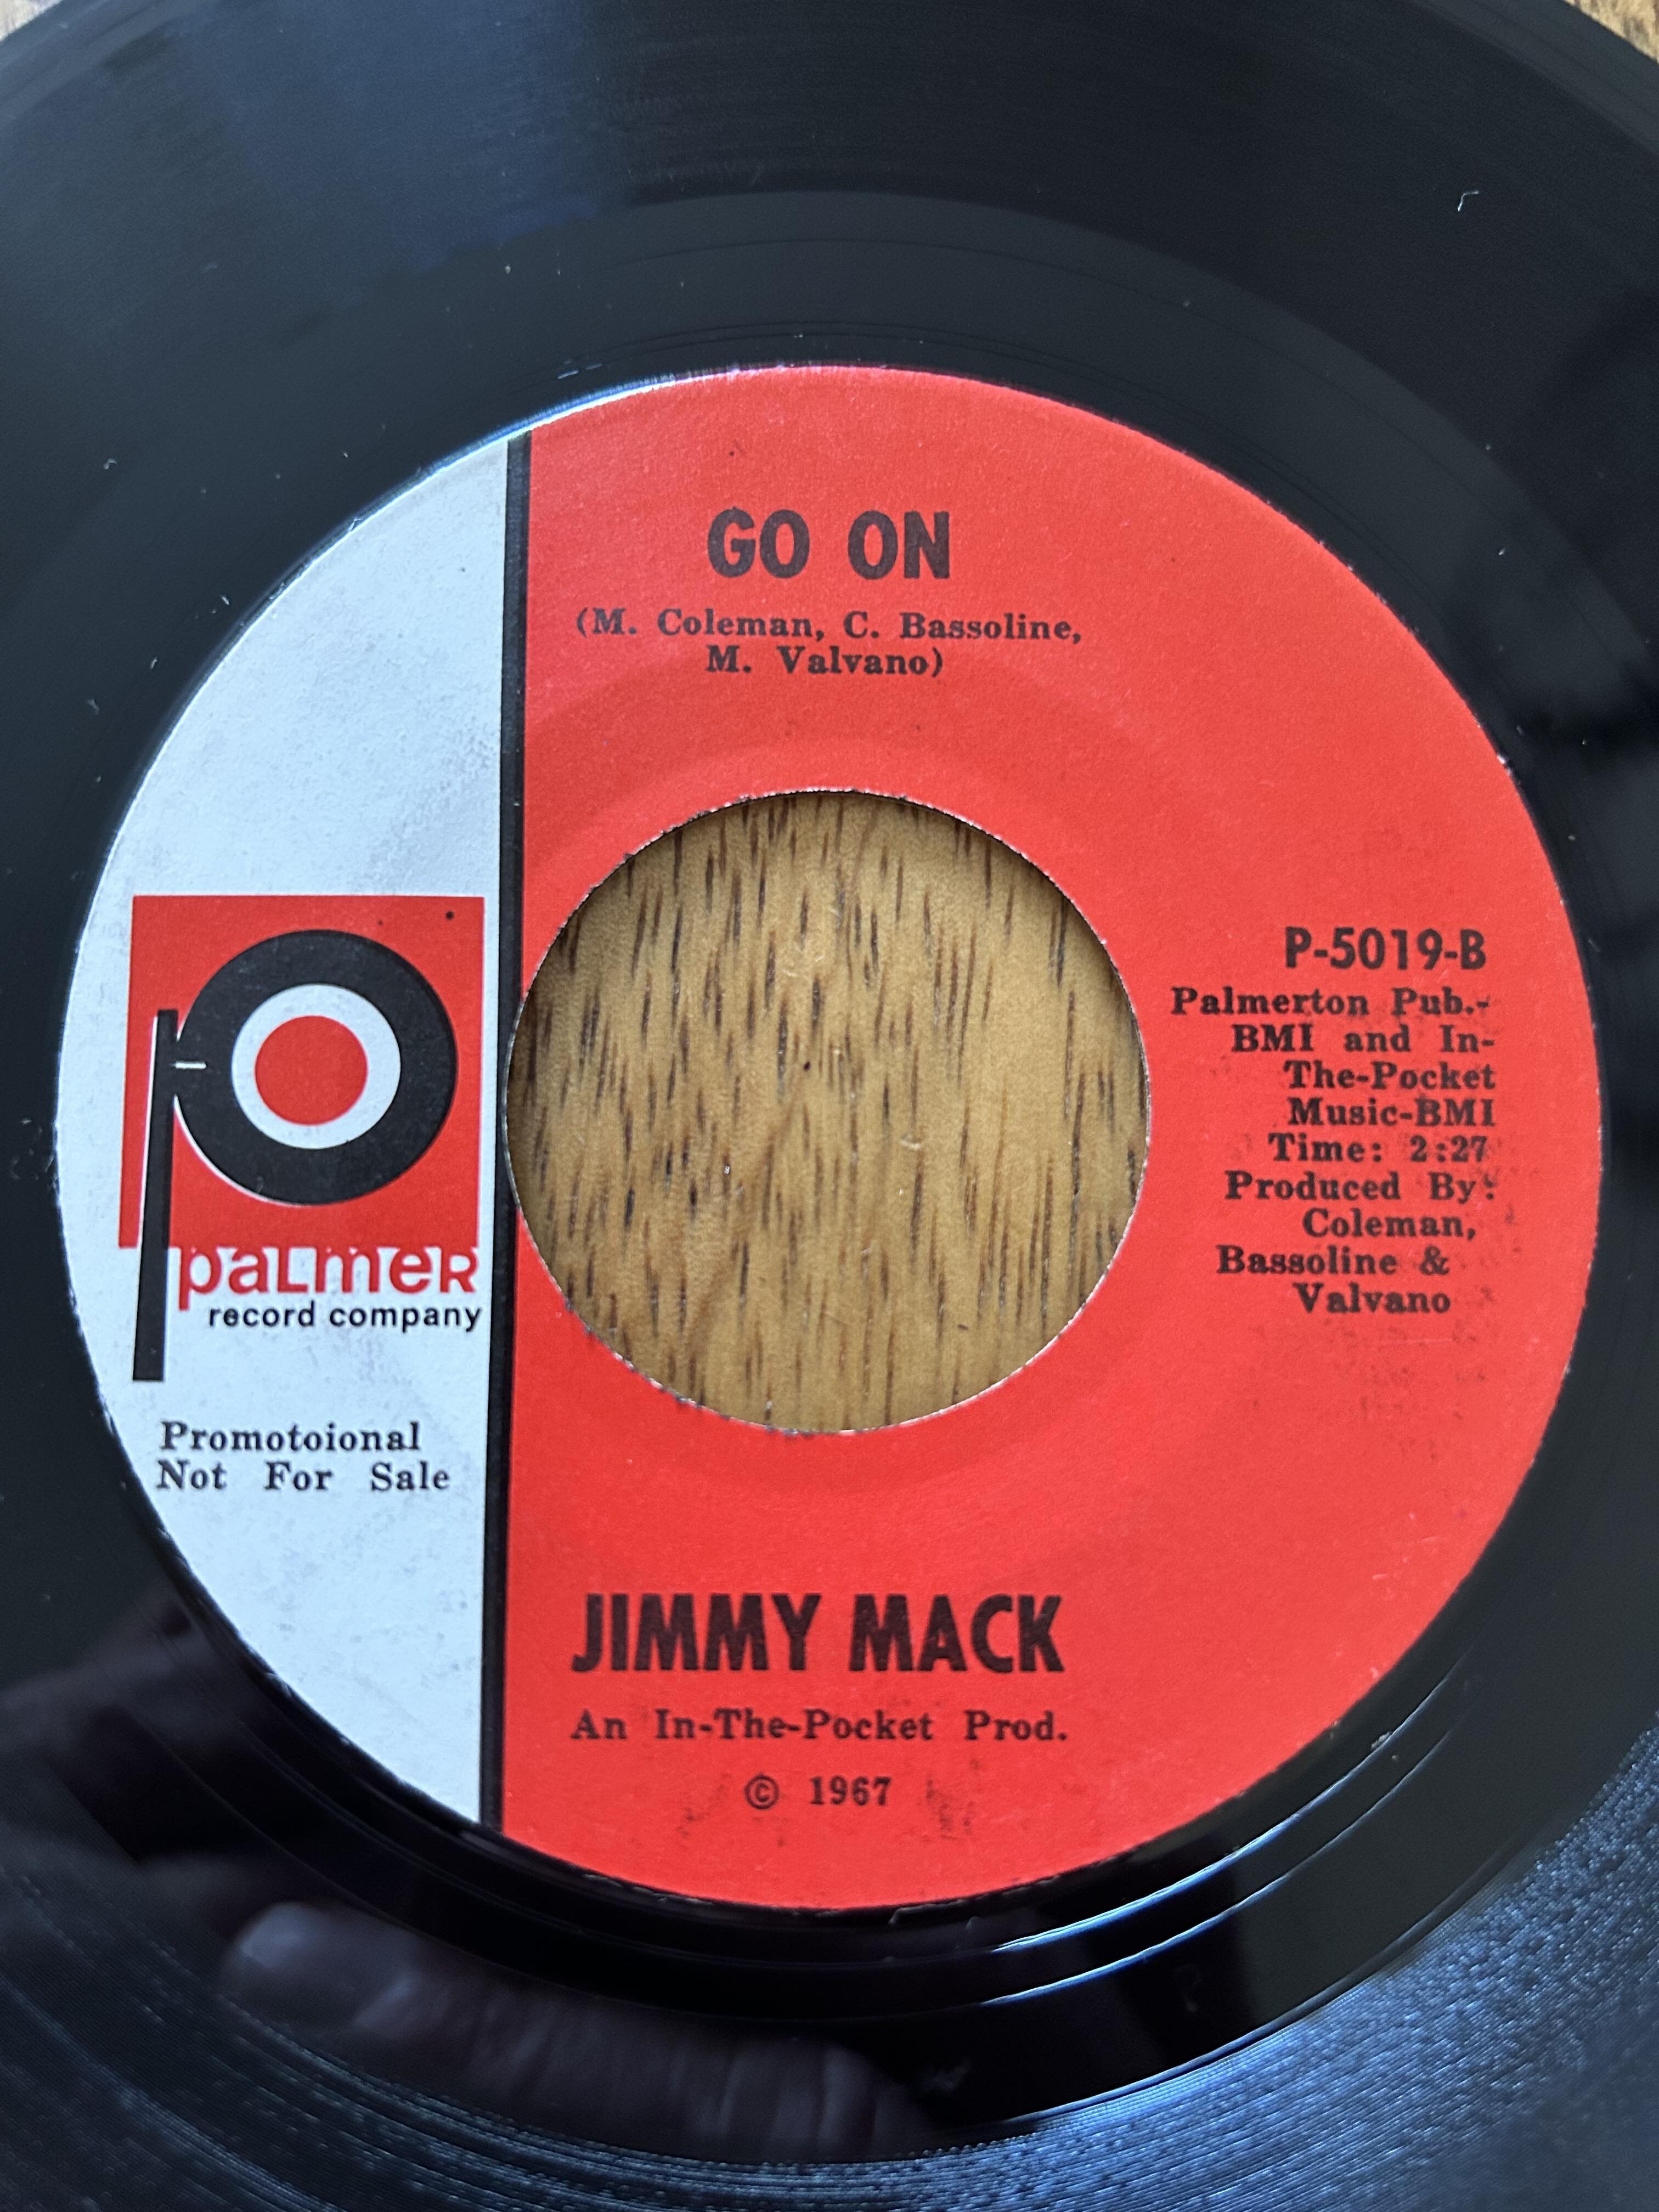 GO ON
(M. Coleman, C. Bassoline,
M. Valvano)
P-5019-B
Palmerton Pub.-
BMI and In-
The-Pocket
Music-BMI
Time: 2:27
Produced By:
Coleman,
Bassoline &
Valvano
paLmeR
record company
Promotoional
Not For Sale
JIMMY MACK
An In-The-Pocket Prod.
© 1967